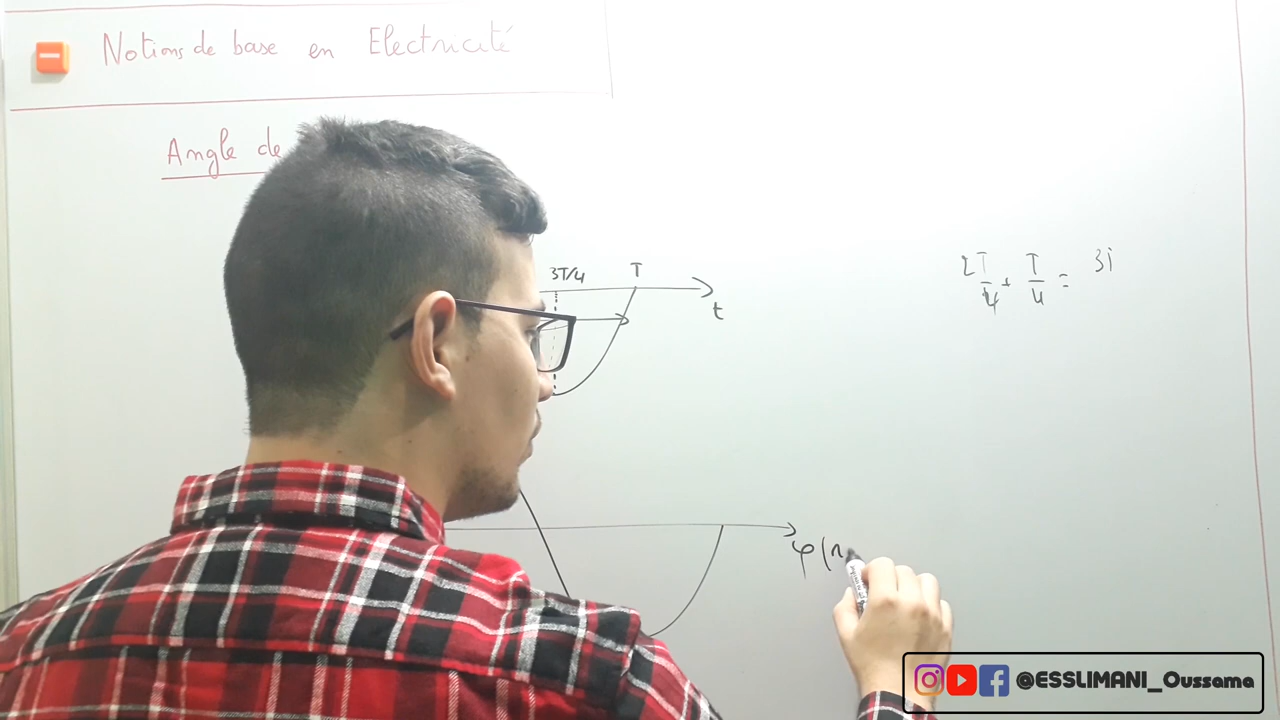 Notions de base en Electricité
Angle de
3T/4 T
t
2T/4 + T/4 = 3
φ(
@ESSLIMANI_Oussama